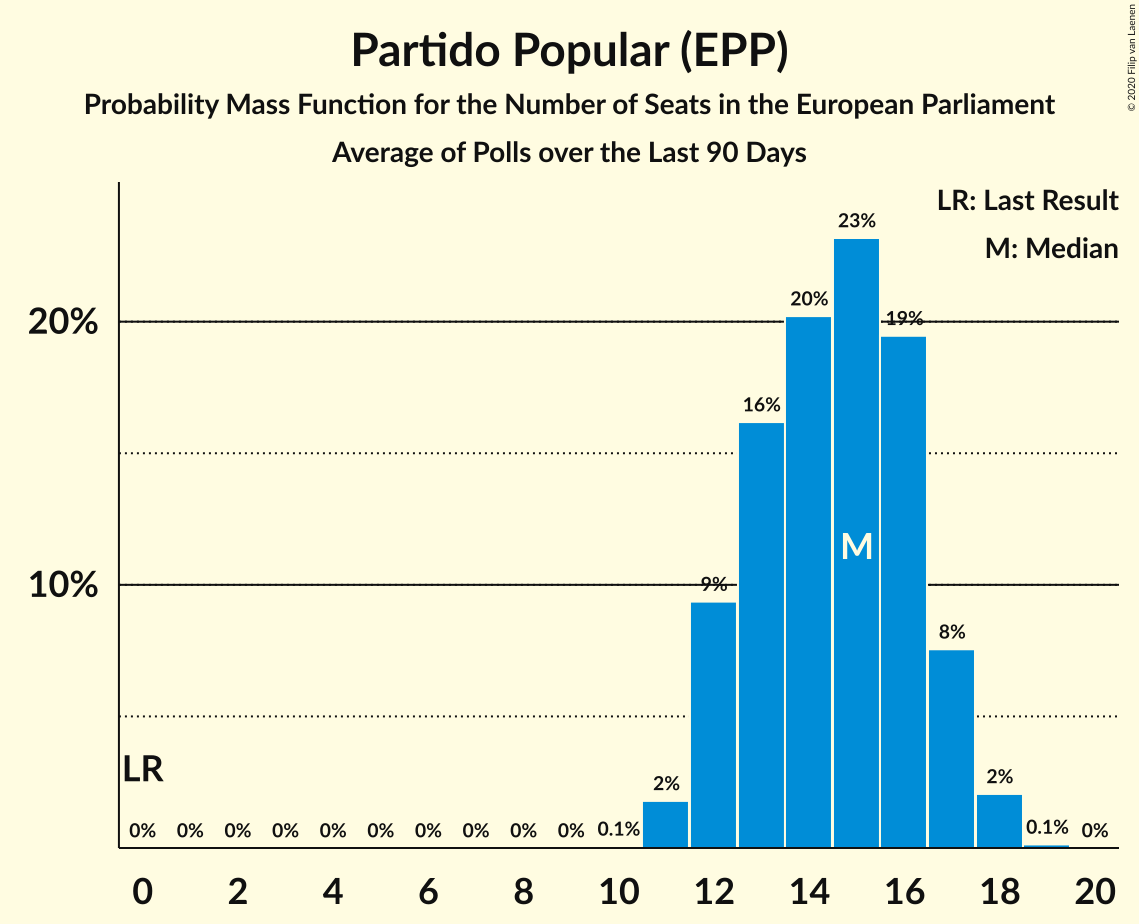 Partido Popular (EPP)
Probability Mass Function for the Number of Seats in the European Parliament
Average of Polls over the Last 90 Days
© 2020 Filip van Laenen
LR: Last Result
M: Median
23%
20%
19%
20%
16%
M
9%
10%
8%
LR
2%
2%
0% 0% 0% 0% 0% 0% 0% 0% 0% 0% 0.1% 0.1% 0%
0 2 4 6 8 10 12 14 16 18 20